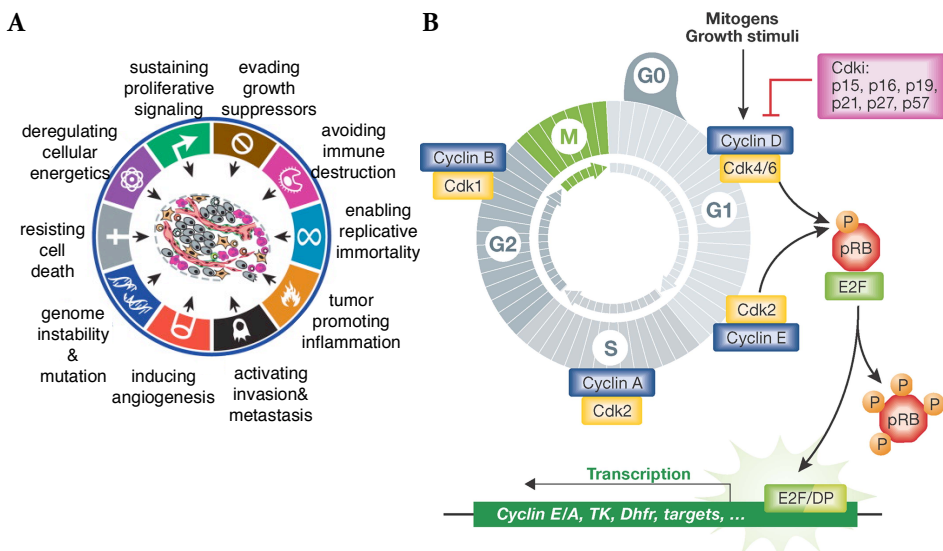 A
sustaining
proliferative
signaling
evading
growth
suppressors
deregulating
cellular
energetics
avoiding
immune
destruction
resisting
cell
death
enabling
replicative
immortality
genome
instability
&
mutation
tumor
promoting
inflammation
inducing
angiogenesis
activating
invasion&
metastasis
B
Mitogens
Growth stimuli
G0
Cdki:
p15, p16, p19,
p21, p27, p57
M
Cyclin B
Cdk1
Cyclin D
Cdk4/6
G1
G2
P
pRB
E2F
Cdk2
Cyclin E
S
Cyclin A
Cdk2
P
P
P
P
pRB
Transcription
E2F/DP
Cyclin E/A, TK, Dhfr, targets, ...